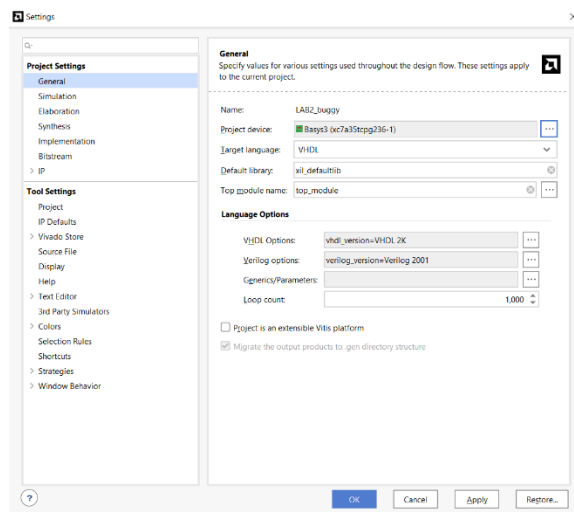 Settings
Q-
Project Settings
General
Simulation
Elaboration
Synthesis
Implementation
Bitstream
> IP
Tool Settings
Project
IP Defaults
> Vivado Store
Source File
Display
Help
> Text Editor
3rd Party Simulators
> Colors
Selection Rules
Shortcuts
> Strategies
> Window Behavior
General
Specify values for various settings used throughout the design flow. These settings apply
to the current project.
Name: LAB2_buggy
Project device: Basys3 (xc7a35tcpg236-1)
Target language: VHDL
Default library: xil_defaultlib
Top module name: top_module
Language Options
VHDL Options: vhdl_version=VHDL 2K
Verilog options: verilog_version=Verilog 2001
Generics/Parameters:
Loop count: 1,000
Project is an extensible Vitis platform
Migrate the output products to .gen directory structure
? OK Cancel Apply Restore...